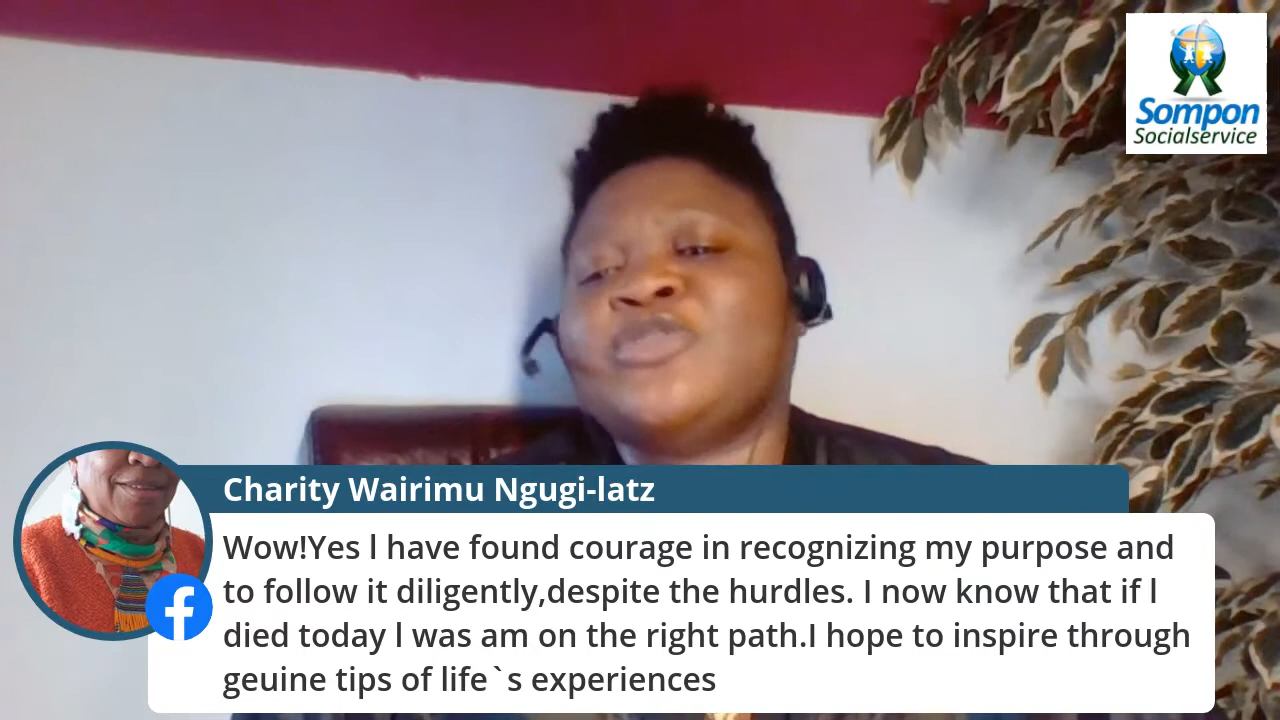 Sompon
Socialservice
Charity Wairimu Ngugi-latz
Wow!Yes l have found courage in recognizing my purpose and
to follow it diligently,despite the hurdles. I now know that if l
died today l was am on the right path.I hope to inspire through
geuine tips of life`s experiences